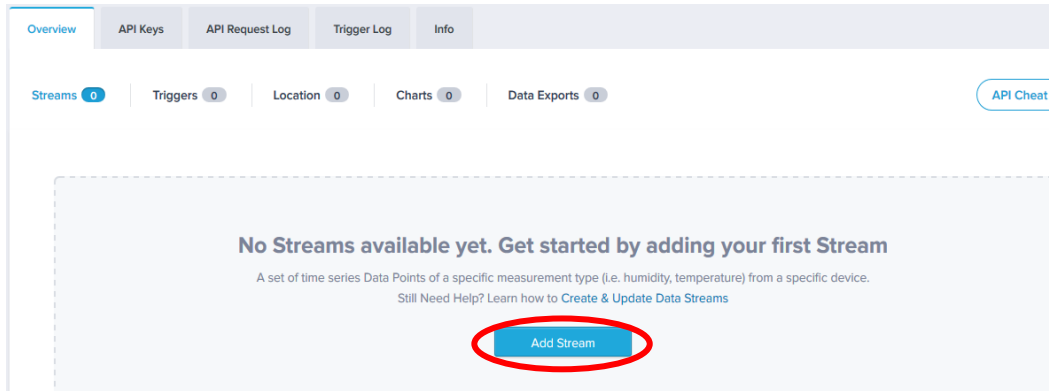 Overview API Keys API Request Log Trigger Log Info
Streams 0 Triggers 0 Location 0 Charts 0 Data Exports 0 API Cheat
No Streams available yet. Get started by adding your first Stream
A set of time series Data Points of a specific measurement type (i.e. humidity, temperature) from a specific device.
Still Need Help? Learn how to Create & Update Data Streams
Add Stream